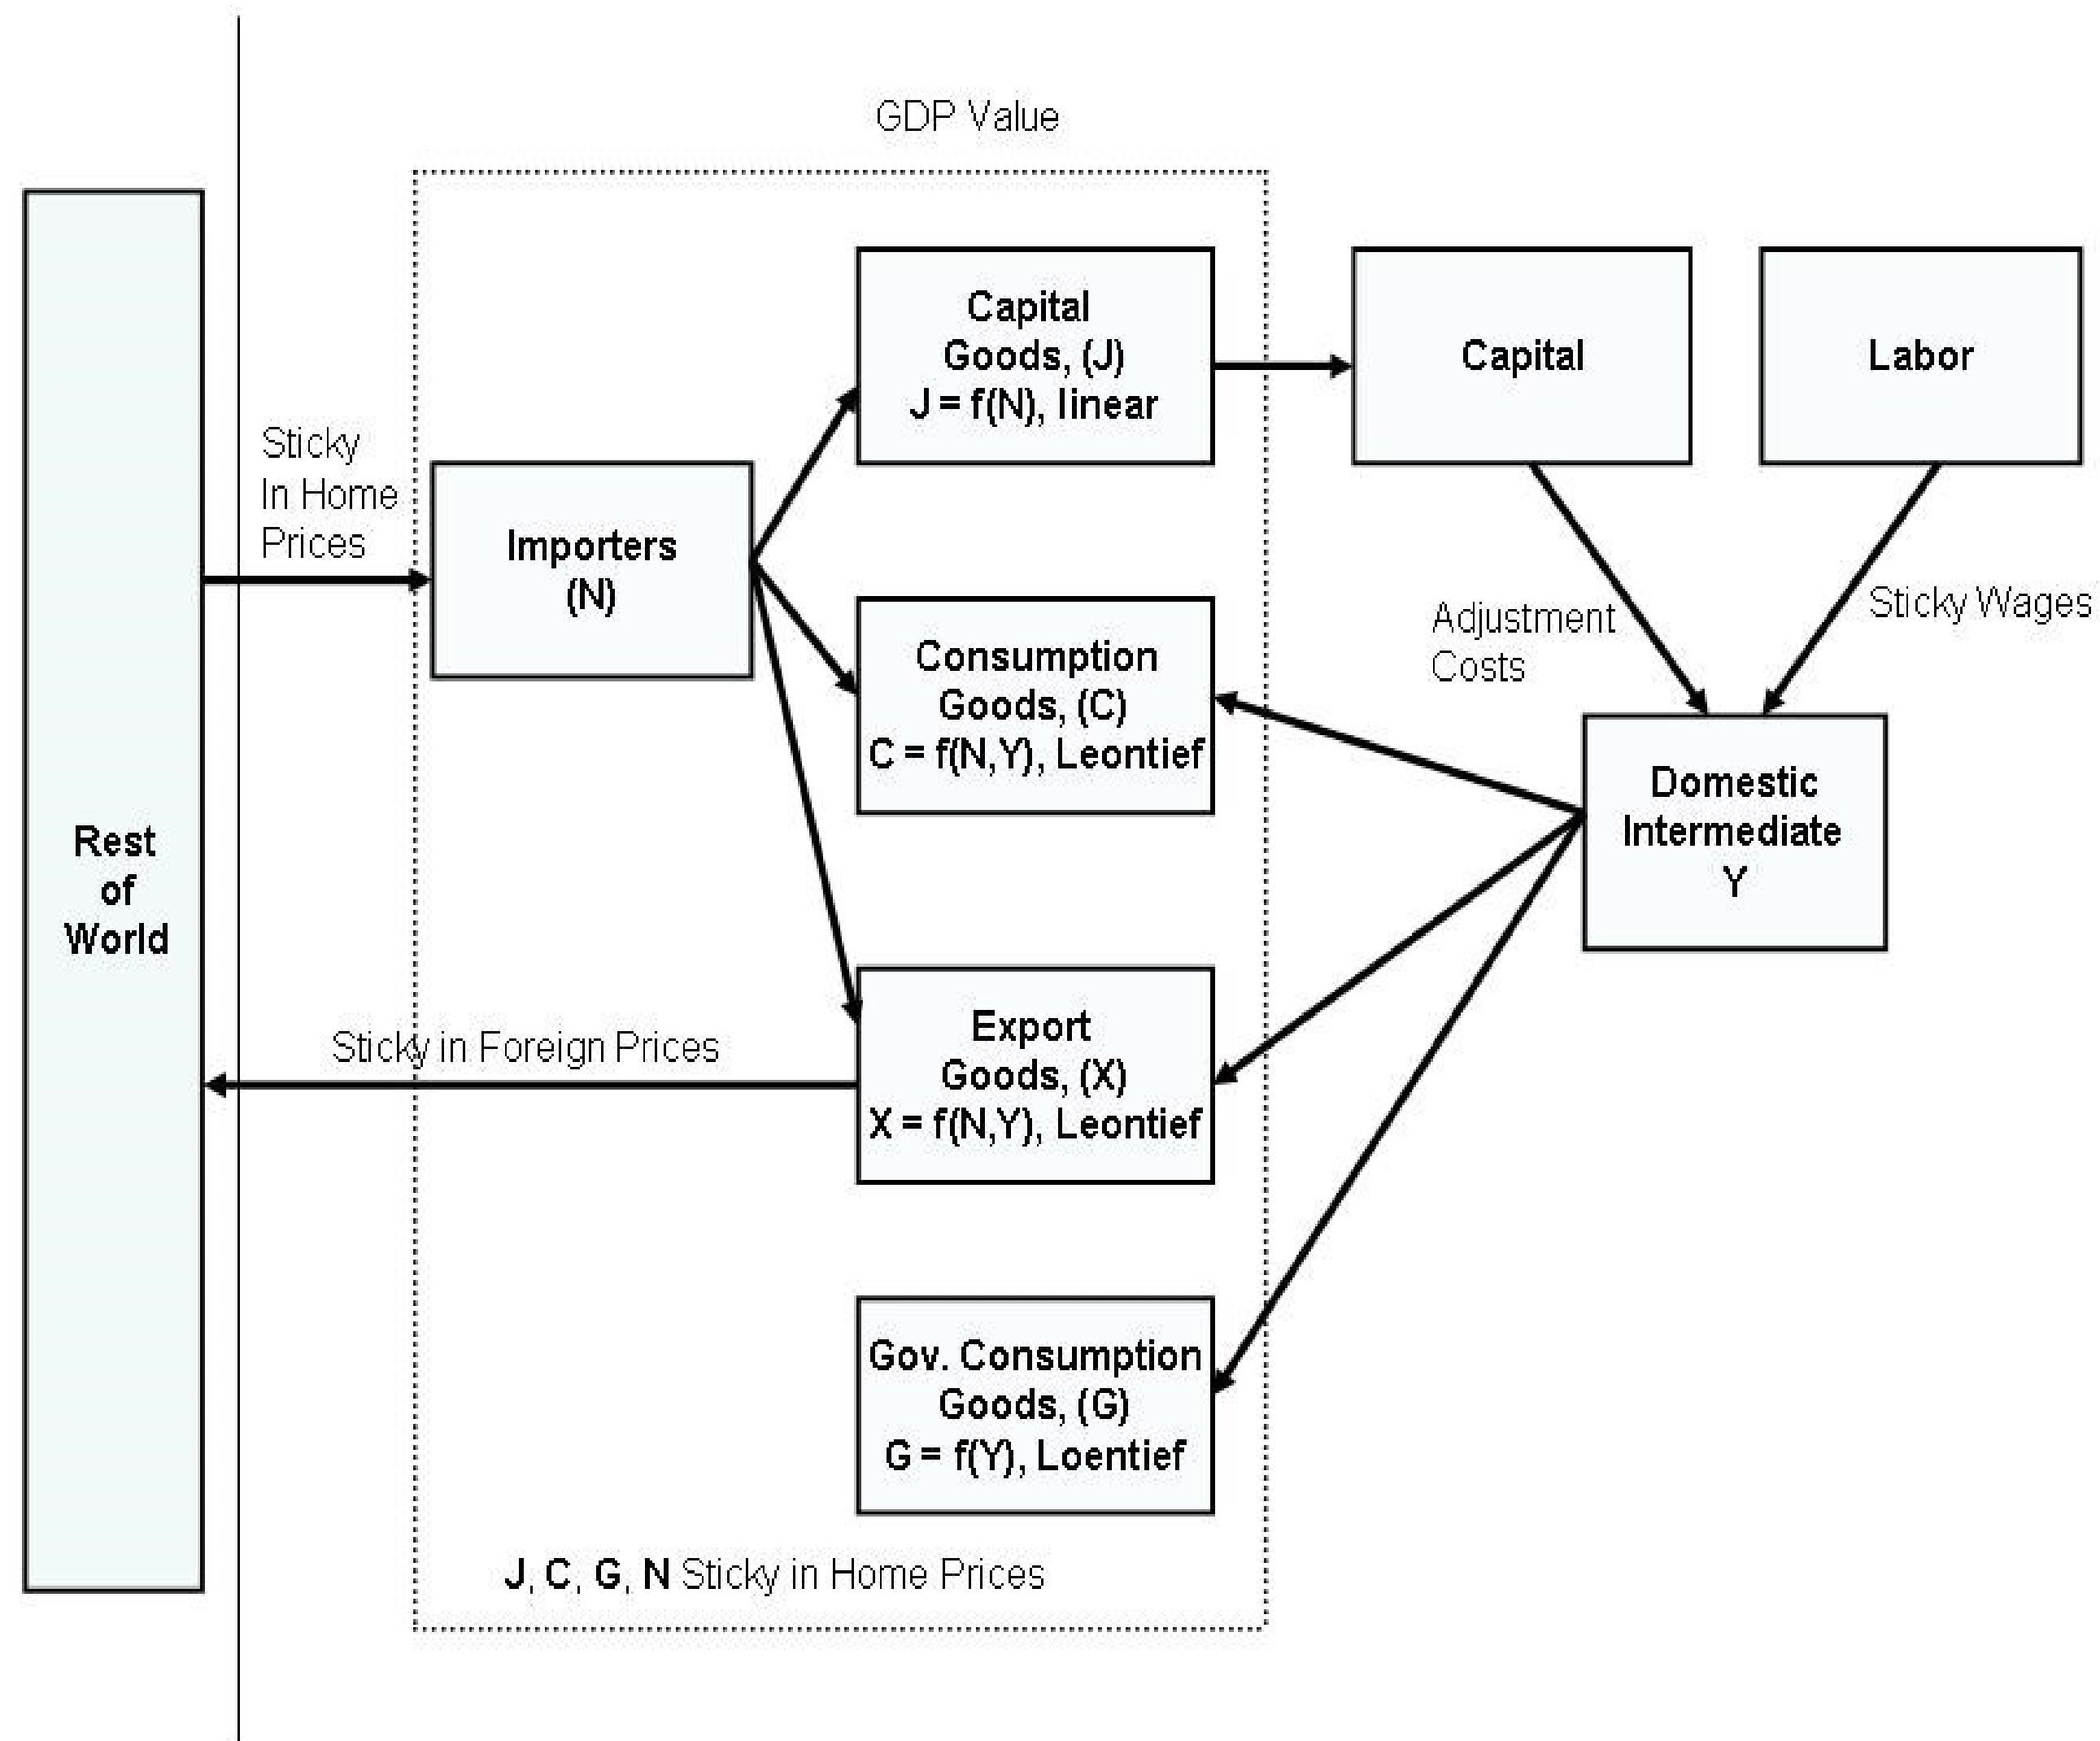 GDP Value
Rest
of
World
Sticky
In Home
Prices
Importers
(N)
Capital
Goods, (J)
J = f(N), linear
Capital
Labor
Consumption
Goods, (C)
C = f(N,Y), Leontief
Adjustment
Costs
Sticky Wages
Domestic
Intermediate
Y
Sticky in Foreign Prices
Export
Goods, (X)
X = f(N,Y), Leontief
Gov. Consumption
Goods, (G)
G = f(Y), Loentief
J, C, G, N Sticky in Home Prices